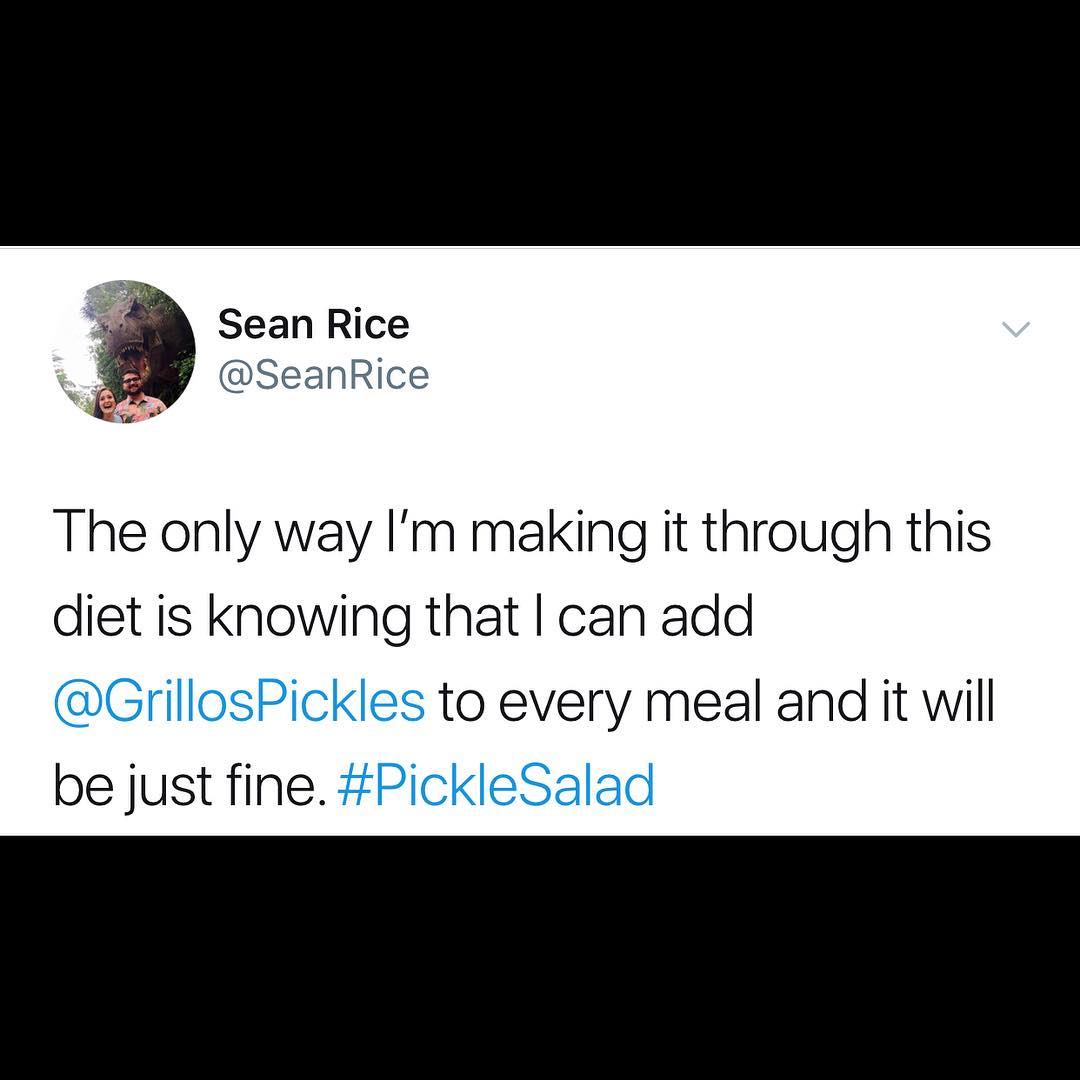 Sean Rice
@SeanRice
The only way I’m making it through this
diet is knowing that I can add
@GrillosPickles to every meal and it will
be just fine. #PickleSalad